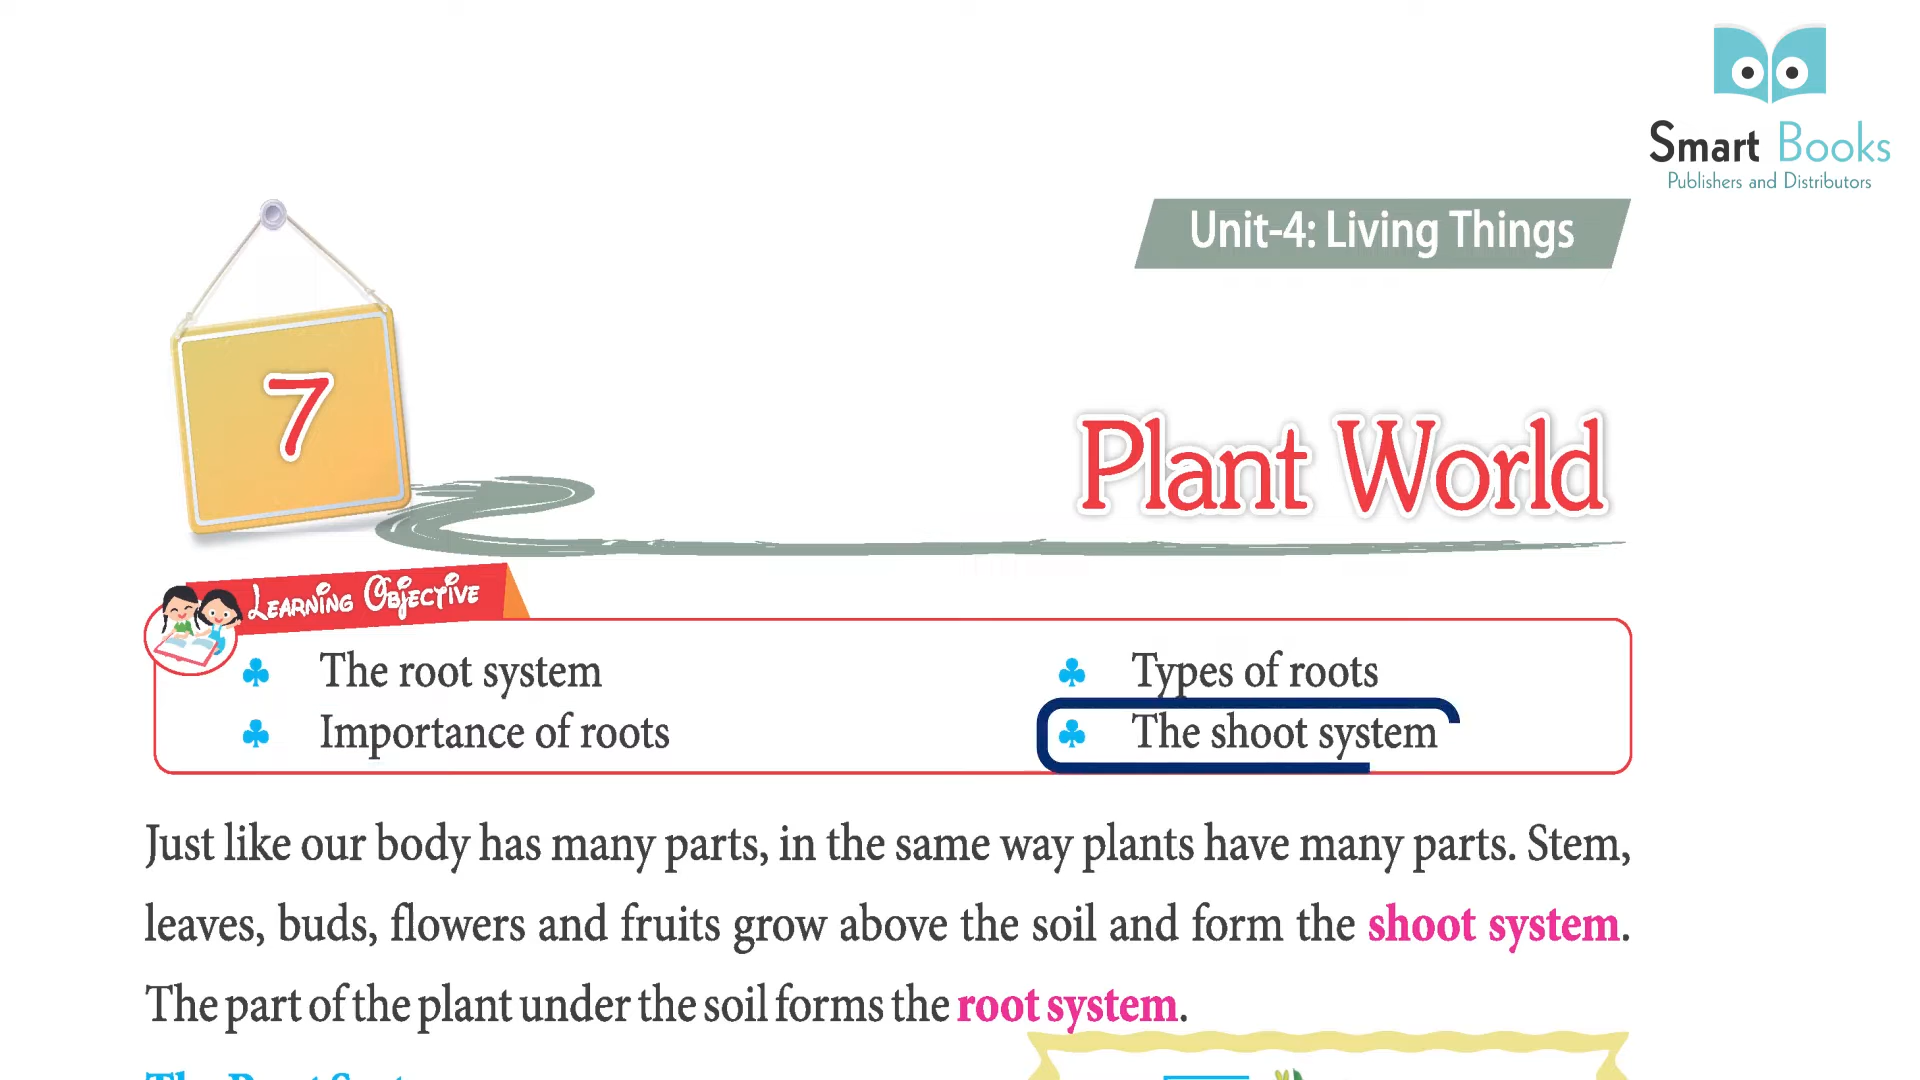 Smart Books
Publishers and Distributors
Unit-4: Living Things
7
Plant World
Learning Objective
The root system
Types of roots
Importance of roots
The shoot system
Just like our body has many parts, in the same way plants have many parts. Stem,
leaves, buds, flowers and fruits grow above the soil and form the shoot system.
The part of the plant under the soil forms the root system.